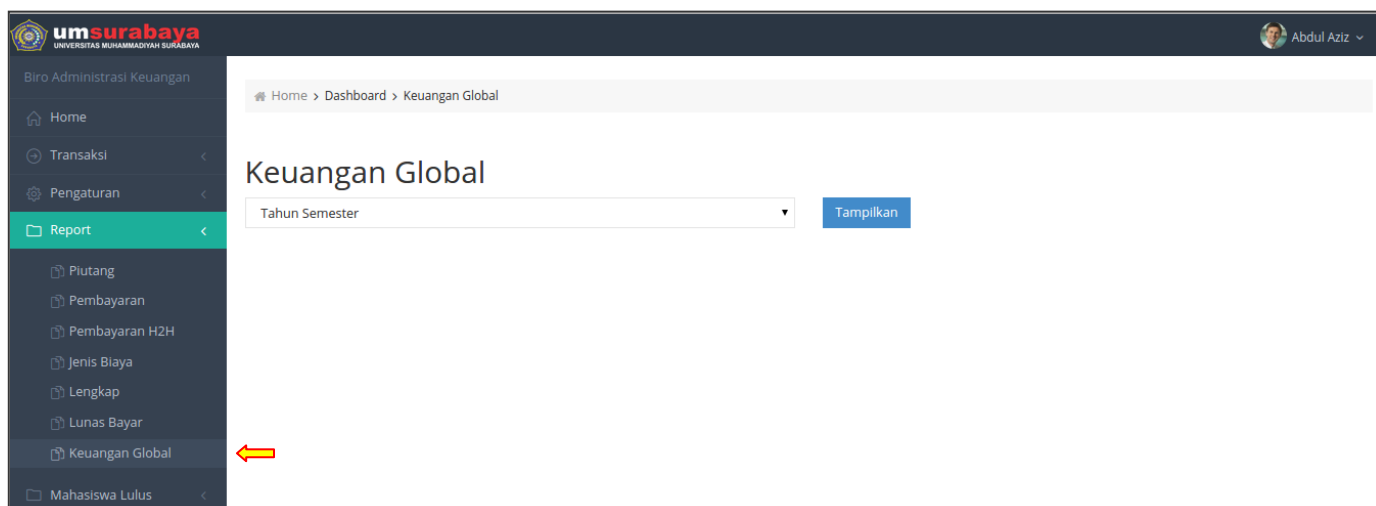 umsurabaya
UNIVERSITAS MUHAMMADIYAH SURABAYA
Abdul Aziz
Biro Administrasi Keuangan
Home
Transaksi
Pengaturan
Report
Piutang
Pembayaran
Pembayaran H2H
Jenis Biaya
Lengkap
Lunas Bayar
Keuangan Global
Mahasiswa Lulus
Home > Dashboard > Keuangan Global
Keuangan Global
Tahun Semester
Tampilkan